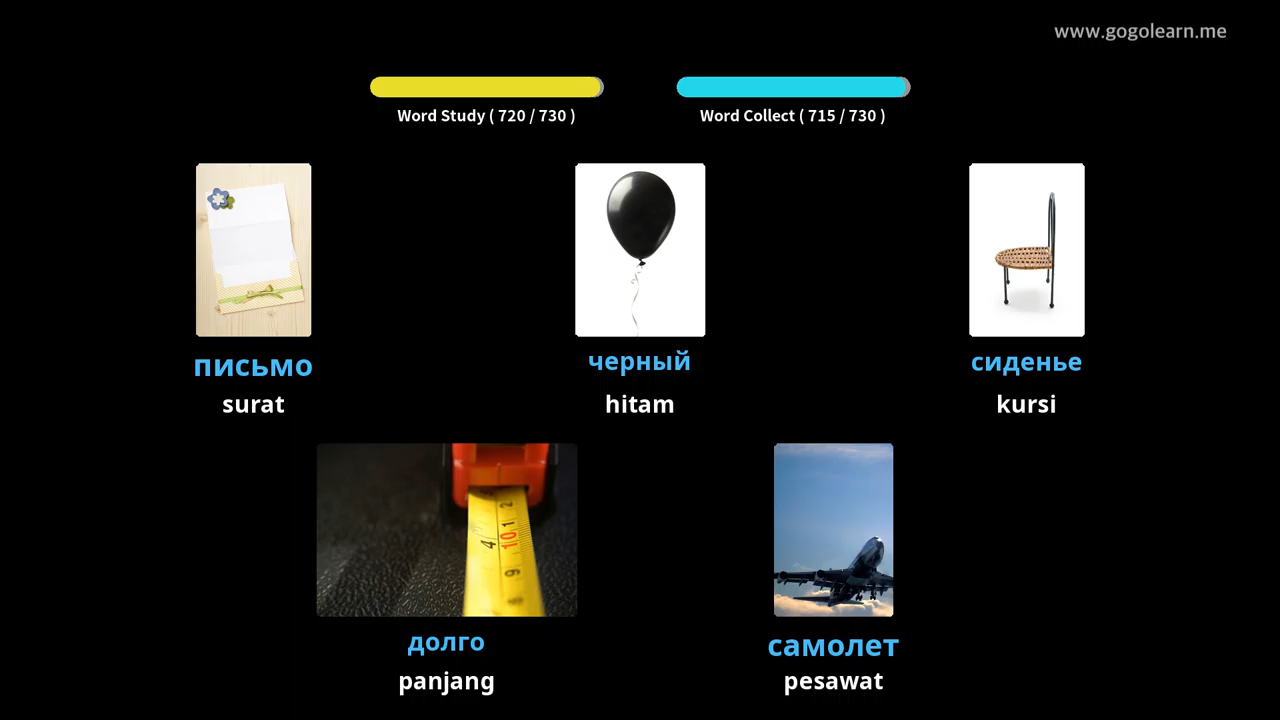 www.gogolearn.me
Word Study ( 720 / 730 )
Word Collect ( 715 / 730 )
письмо
surat
черный
hitam
сиденье
kursi
долго
panjang
самолет
pesawat